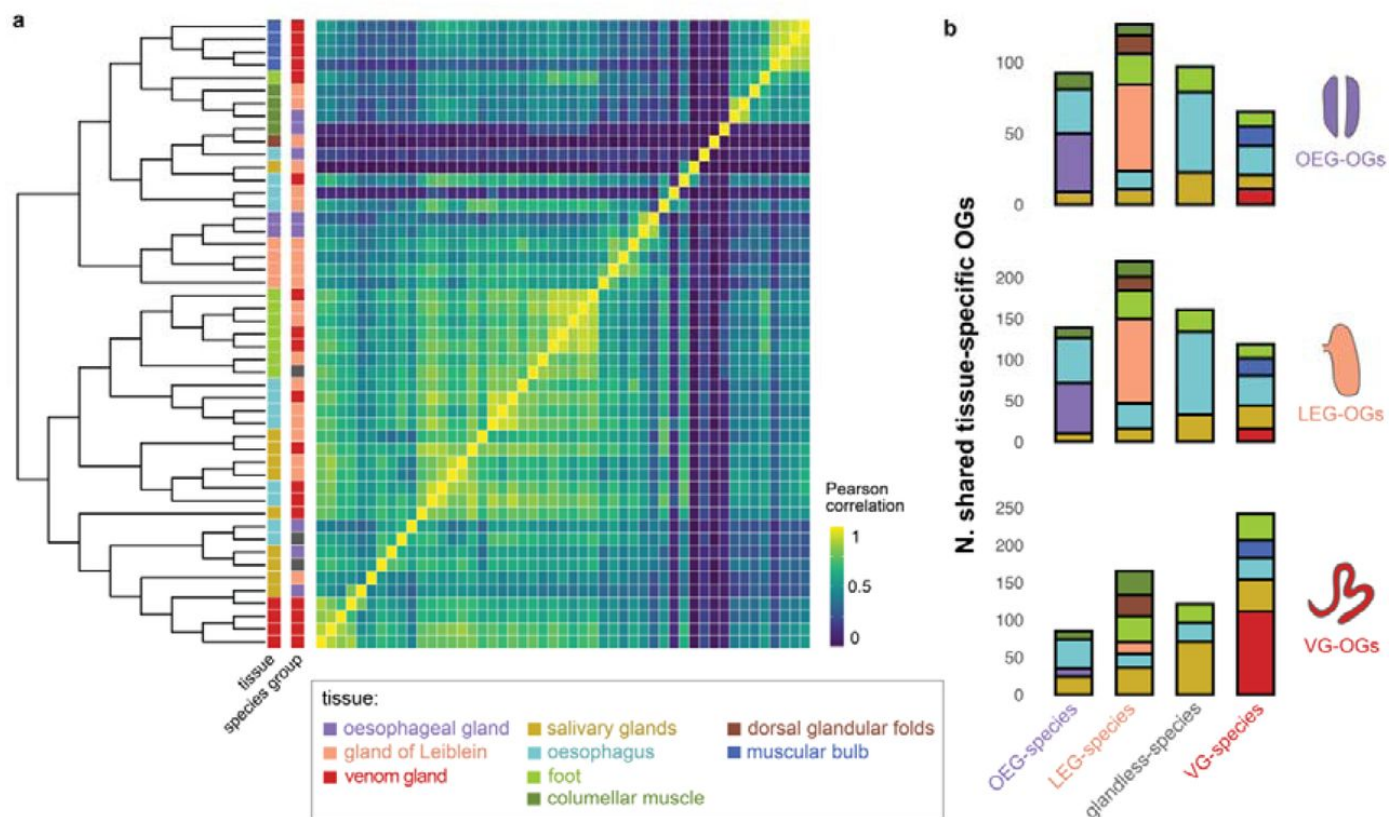 a
tissue
species group
Pearson
correlation
1
0.5
0
tissue:
oesophageal gland
gland of Leiblein
venom gland
salivary glands
oesophagus
foot
columellar muscle
dorsal glandular folds
muscular bulb
b
N. shared tissue-specific OGs
100
50
0
OEG-OGs
200
150
100
50
0
LEG-OGs
250
200
150
100
50
0
VG-OGs
OEG-species
LEG-species
glandless-species
VG-species